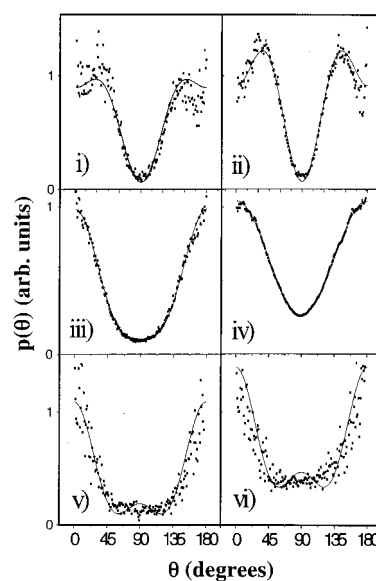 1
i)
ii)
0
1
iii)
iv)
0
1
v)
vi)
0
0 45 90 135 180
0 45 90 135 180
p(θ) (arb. units)
θ (degrees)